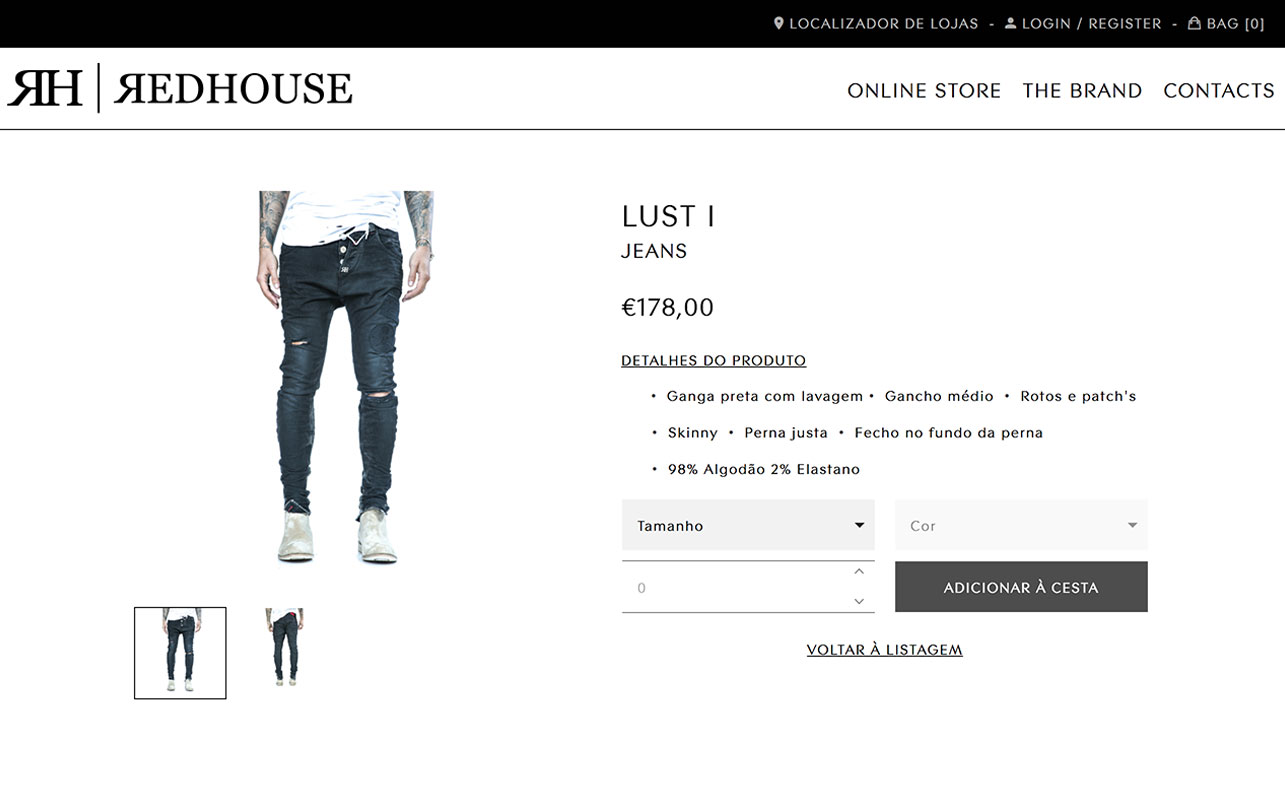 LOCALIZADOR DE LOJAS - LOGIN / REGISTER - BAG [0]
ЯH | ЯEDHOUSE
ONLINE STORE THE BRAND CONTACTS
LUST I
JEANS
€178,00
DETALHES DO PRODUTO
• Ganga preta com lavagem • Gancho médio • Rotos e patch's
• Skinny • Perna justa • Fecho no fundo da perna
• 98% Algodão 2% Elastano
Tamanho
Cor
0
ADICIONAR À CESTA
VOLTAR À LISTAGEM